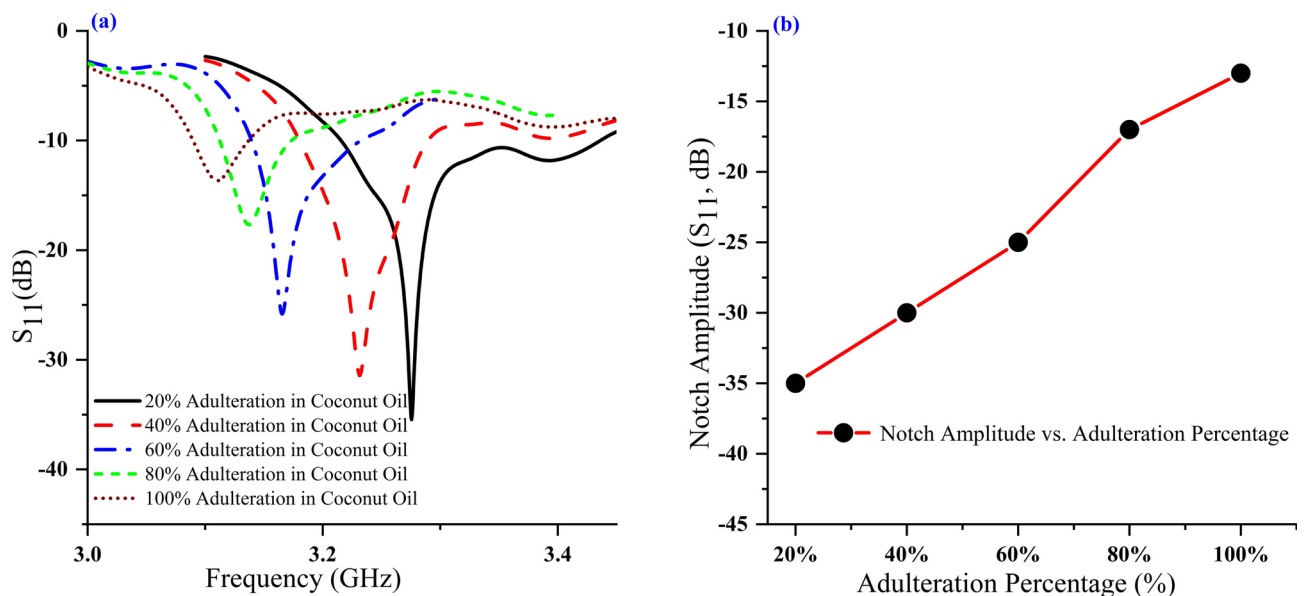 (a)
0
-10
-20
-30
-40
S11(dB)
20% Adulteration in Coconut Oil
40% Adulteration in Coconut Oil
60% Adulteration in Coconut Oil
80% Adulteration in Coconut Oil
100% Adulteration in Coconut Oil
3.0
3.2
3.4
Frequency (GHz)
(b)
-10
-15
-20
-25
-30
-35
-40
-45
Notch Amplitude (S11, dB)
Notch Amplitude vs. Adulteration Percentage
20%
40%
60%
80%
100%
Adulteration Percentage (%)